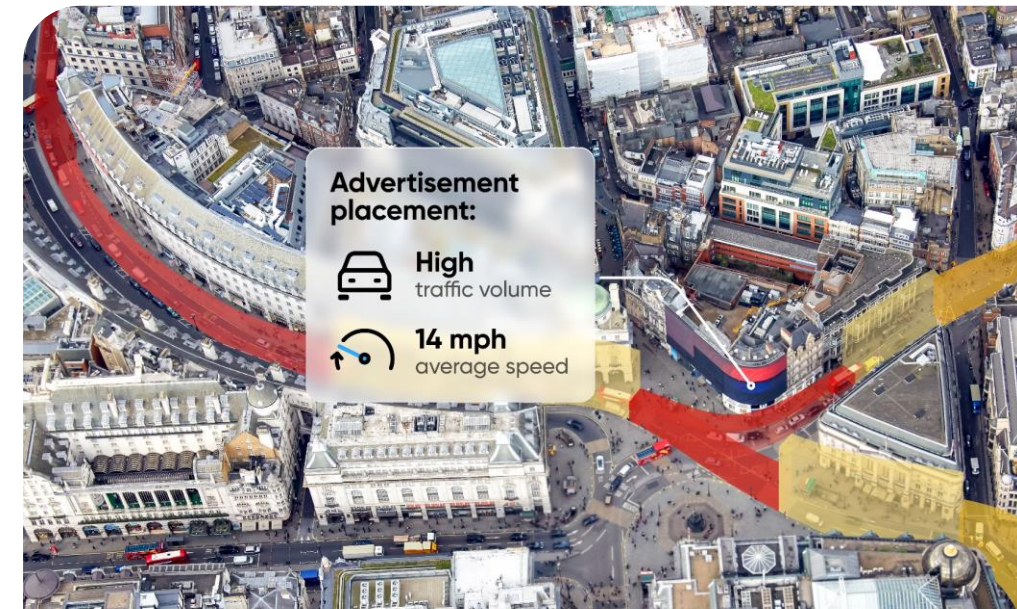 Advertisement
placement:
High
traffic volume
14 mph
average speed